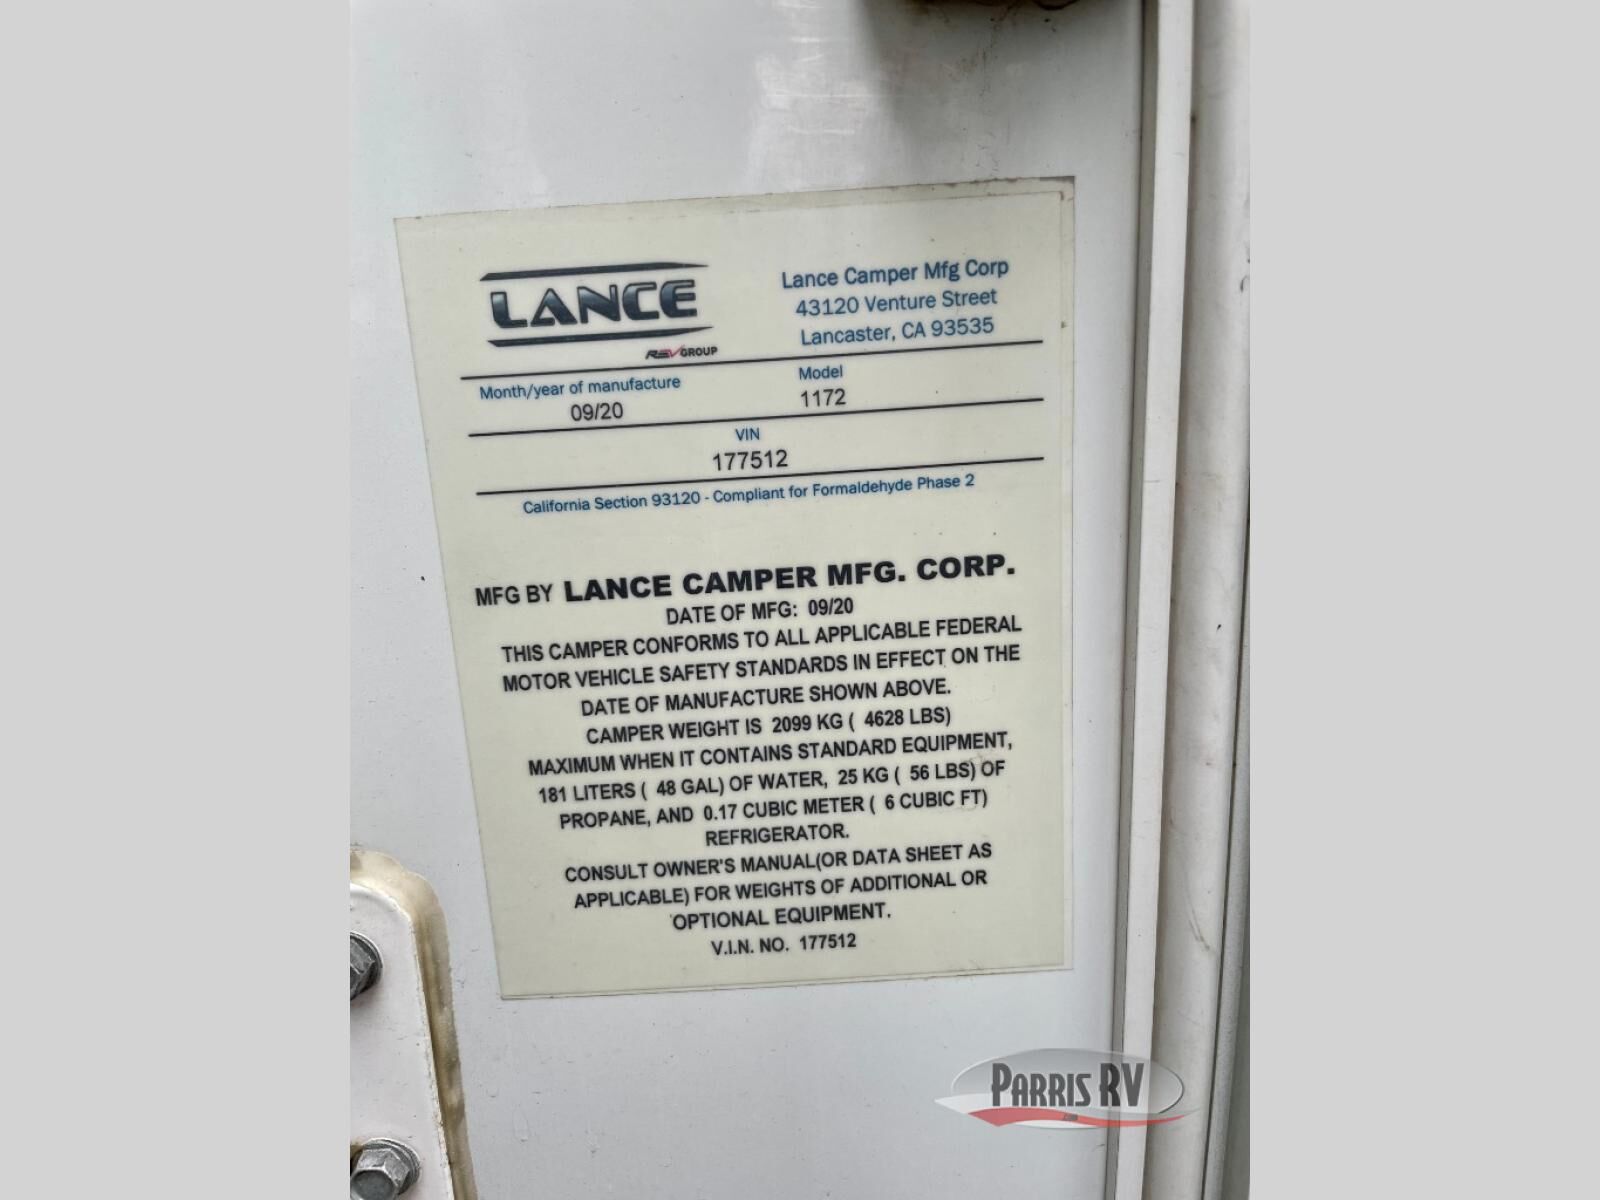 LANCE
REV GROUP
Lance Camper Mfg Corp
43120 Venture Street
Lancaster, CA 93535
Month/year of manufacture
09/20
Model
1172
VIN
177512
California Section 93120 - Compliant for Formaldehyde Phase 2
MFG BY LANCE CAMPER MFG. CORP.
DATE OF MFG: 09/20
THIS CAMPER CONFORMS TO ALL APPLICABLE FEDERAL
MOTOR VEHICLE SAFETY STANDARDS IN EFFECT ON THE
DATE OF MANUFACTURE SHOWN ABOVE.
CAMPER WEIGHT IS 2099 KG ( 4628 LBS)
MAXIMUM WHEN IT CONTAINS STANDARD EQUIPMENT,
181 LITERS ( 48 GAL) OF WATER, 25 KG ( 56 LBS) OF
PROPANE, AND 0.17 CUBIC METER ( 6 CUBIC FT)
REFRIGERATOR.
CONSULT OWNER'S MANUAL(OR DATA SHEET AS
APPLICABLE) FOR WEIGHTS OF ADDITIONAL OR
OPTIONAL EQUIPMENT.
V.I.N. NO. 177512
PARRIS RV